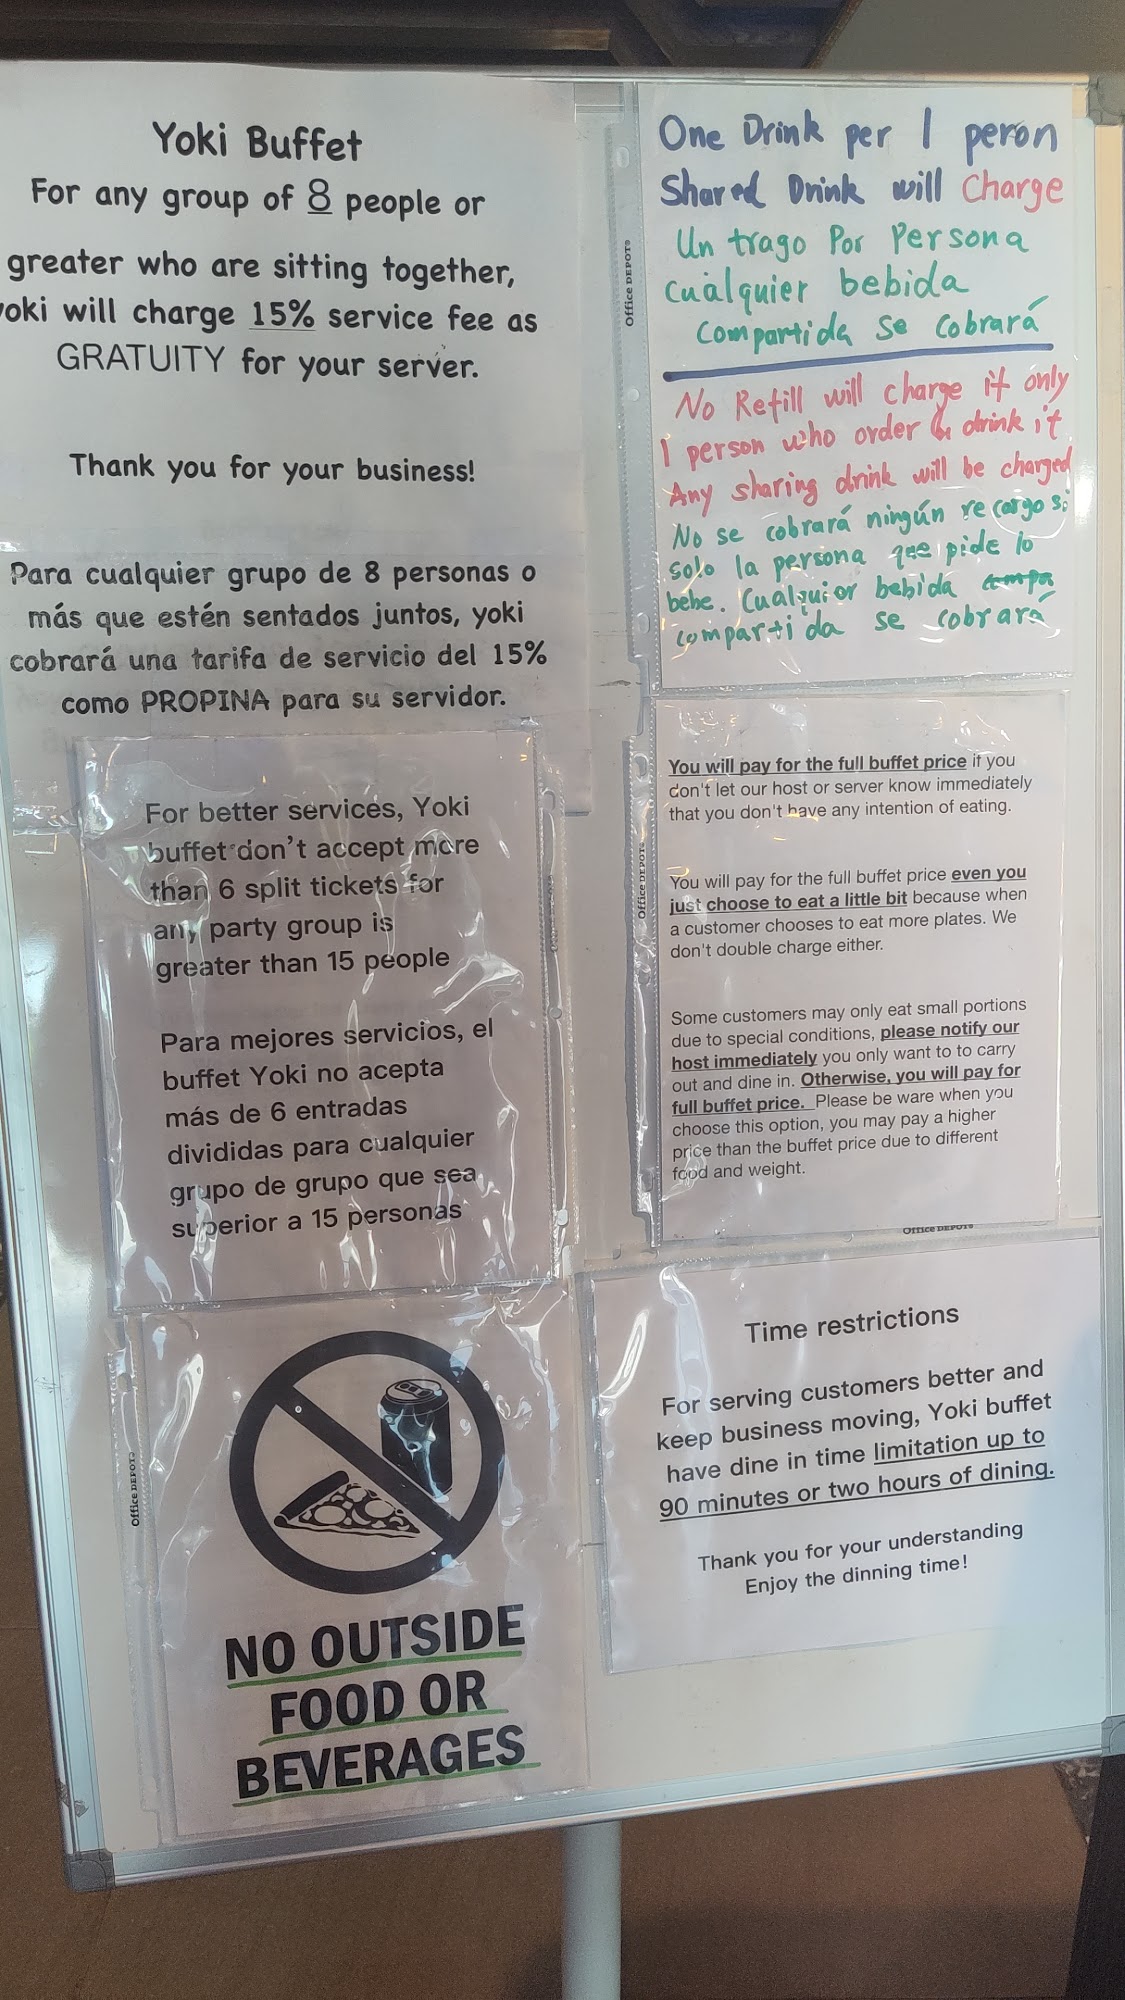 Yoki Buffet
For any group of 8 people or
greater who are sitting together,
yoki will charge 15% service fee as
GRATUITY for your server.
Thank you for your business!
Para cualquier grupo de 8 personas o
más que estén sentados juntos, yoki
cobrará una tarifa de servicio del 15%
como PROPINA para su servidor.
For better services, Yoki
buffet don't accept more
than 6 split tickets for
any party group is
greater than 15 people
Para mejores servicios, el
buffet Yoki no acepta
más de 6 entradas
divididas para cualquier
grupo de grupo que sea
superior a 15 personas
Office DEPOT
NO OUTSIDE
FOOD OR
BEVERAGES
Office DEPOT
One Drink per 1 peron
Shared Drink will Charge
Un trago Por Persona
cualquier bebida
compartida se cobrará
No Refill will charge if only
1 person who order & drink it
Any sharing drink will be charged
No se cobrará ningún recargo si
solo la persona que pide lo
bebe. Cualquier bebida compa
compartida se cobrará
Office DEPOT
You will pay for the full buffet price if you
don't let our host or server know immediately
that you don't have any intention of eating.
You will pay for the full buffet price even you
just choose to eat a little bit because when
a customer chooses to eat more plates. We
don't double charge either.
Some customers may only eat small portions
due to special conditions, please notify our
host immediately you only want to to carry
out and dine in. Otherwise, you will pay for
full buffet price. Please be ware when you
choose this option, you may pay a higher
price than the buffet price due to different
food and weight.
Office DEPOT
Time restrictions
For serving customers better and
keep business moving, Yoki buffet
have dine in time limitation up to
90 minutes or two hours of dining.
Thank you for your understanding
Enjoy the dinning time!